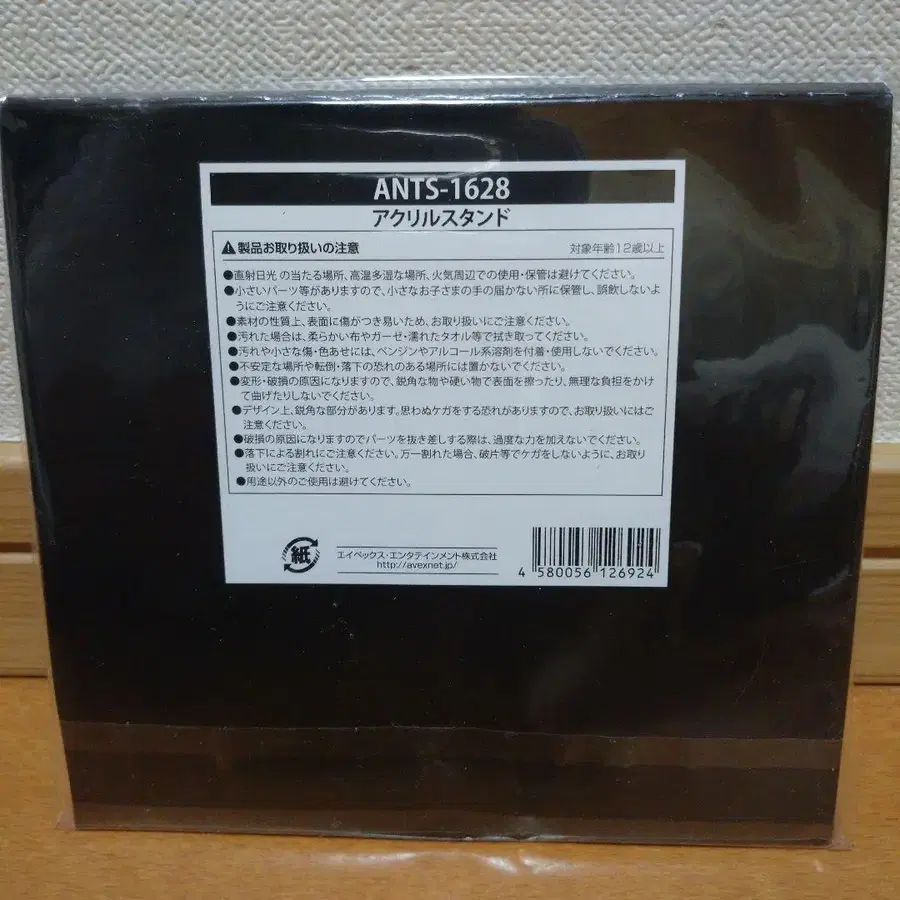 ANTS-1628
アクリルスタンド
製品お取り扱いの注意 対象年齢12歳以上
●直射日光 の当たる場所、高温多湿な場所、火気周辺での使用・保管は避けてください。
●小さいパーツ等がありますので、小さなお子さまの手の届かない所に保管し、誤飲しないよ
うにご注意ください。
●素材の性質上、表面に傷がつき易いため、お取り扱いにご注意ください。
●汚れた場合は、柔らかい布やガーゼ・濡れたタオル等で拭き取ってください。
●汚れや小さな傷・色あせには、ベンジンやアルコール系溶剤を付着・使用しないでください。
●不安定な場所や転倒・落下の恐れのある場所には置かないでください。
●変形・破損の原因になりますので、鋭角な物や硬い物で表面を擦ったり、無理な負担をかけ
て曲げたりしないでください。
●デザイン上、鋭角な部分があります。思わぬケガをする恐れがありますので、お取り扱いにはご
注意ください。
●破損の原因になりますのでパーツを抜き差しする際は、過度な力を加えないでください。
●落下による割れにご注意ください。万一割れた場合、破片等でケガをしないように、お取り
扱いにご注意ください。
●用途以外のご使用は避けてください。
紙
エイベックス・エンタテインメント株式会社
http://avexnet.jp/
4 580056 126924